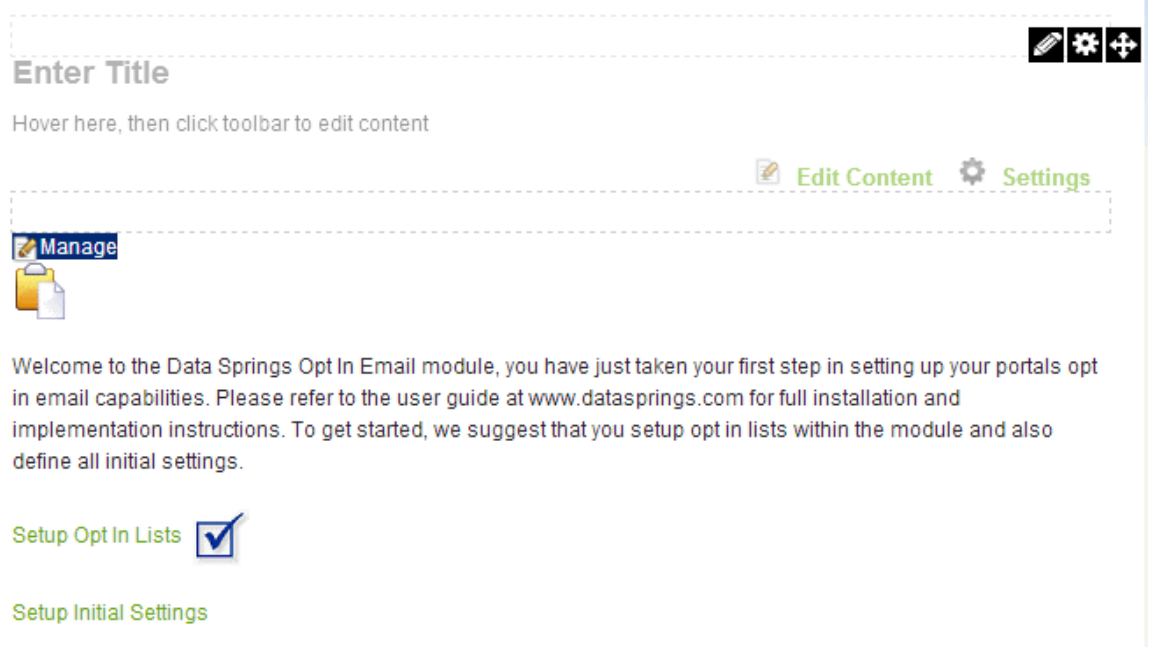 Enter Title
Hover here, then click toolbar to edit content
Edit Content Settings
Manage
Welcome to the Data Springs Opt In Email module, you have just taken your first step in setting up your portals opt
in email capabilities. Please refer to the user guide at www.datasprings.com for full installation and
implementation instructions. To get started, we suggest that you setup opt in lists within the module and also
define all initial settings.
Setup Opt In Lists
Setup Initial Settings